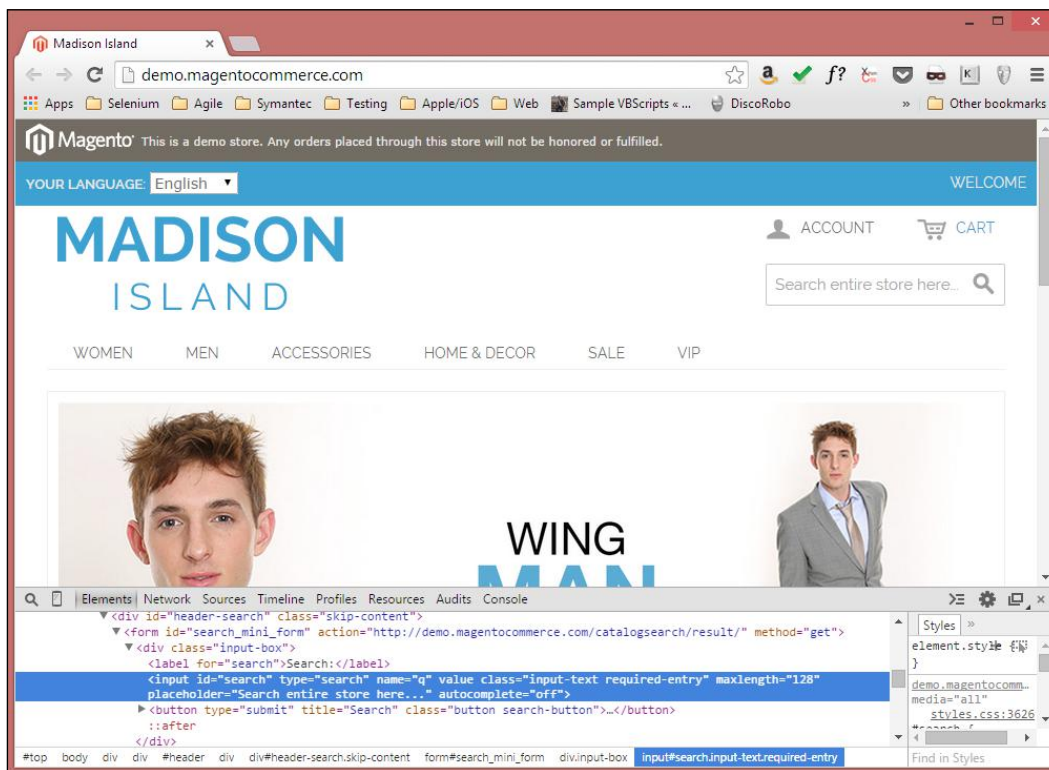 Madison Island
demo.magentocommerce.com
Apps Selenium Agile Symantec Testing Apple/iOS Web Sample VBScripts « ... DiscoRobo » Other bookmarks
Magento This is a demo store. Any orders placed through this store will not be honored or fulfilled.
YOUR LANGUAGE: English WELCOME
MADISON
ISLAND
ACCOUNT CART
Search entire store here...
WOMEN MEN ACCESSORIES HOME & DECOR SALE VIP
WING
MAN
Elements Network Sources Timeline Profiles Resources Audits Console
<div id="header-search" class="skip-content">
<form id="search_mini_form" action="http://demo.magentocommerce.com/catalogsearch/result/" method="get">
<div class="input-box">
<label for="search">Search:</label>
<input id="search" type="search" name="q" value class="input-text required-entry" maxlength="128"
placeholder="Search entire store here..." autocomplete="off">
<button type="submit" title="Search" class="button search-button">…</button>
::after
</div>
Styles »
element.style {
}
demo.magentocomm…
media="all"
styles.css:3626
#search {
#top body div div #header div div#header-search.skip-content form#search_mini_form div.input-box input#search.input-text.required-entry
Find in Styles